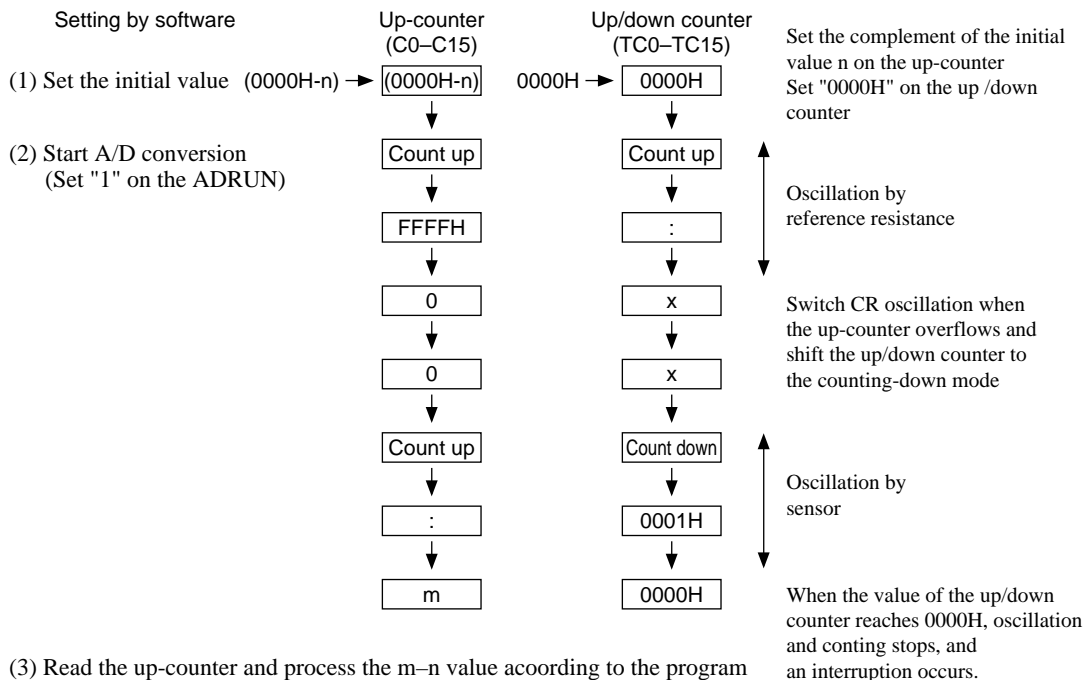 Setting by software
Up-counter
(C0–C15)
Up/down counter
(TC0–TC15)
(1) Set the initial value (0000H-n)
(0000H-n)
0000H
0000H
Set the complement of the initial
value n on the up-counter
Set "0000H" on the up /down
counter
(2) Start A/D conversion
(Set "1" on the ADRUN)
Count up
Count up
FFFFH
:
Oscillation by
reference resistance
0
x
0
x
Switch CR oscillation when
the up-counter overflows and
shift the up/down counter to
the counting-down mode
Count up
Count down
:
0001H
Oscillation by
sensor
m
0000H
When the value of the up/down
counter reaches 0000H, oscillation
and conting stops, and
an interruption occurs.
(3) Read the up-counter and process the m–n value acoording to the program